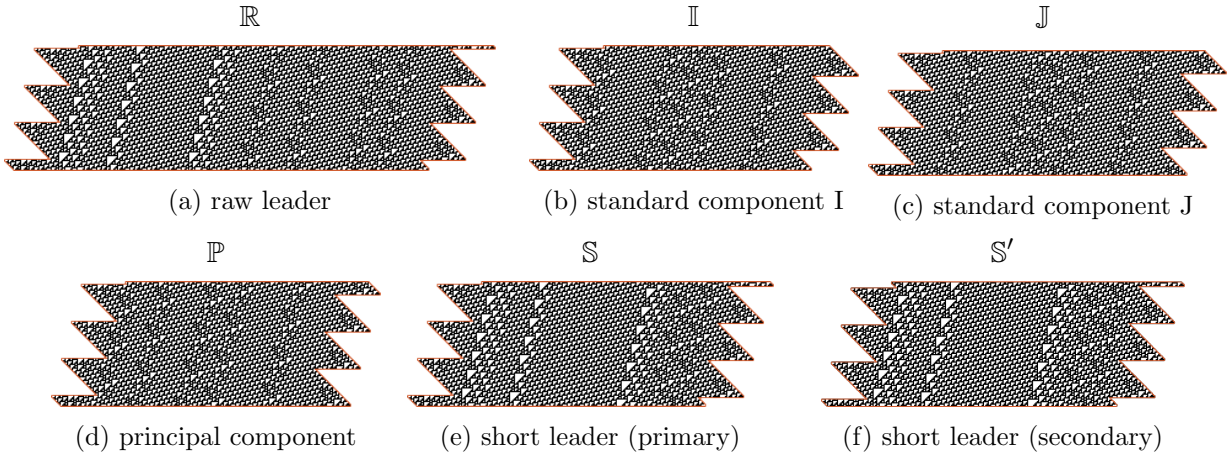 ℝ
𝕀
𝕁
(a) raw leader
(b) standard component I
(c) standard component J
ℙ
𝕊
𝕊′
(d) principal component
(e) short leader (primary)
(f) short leader (secondary)